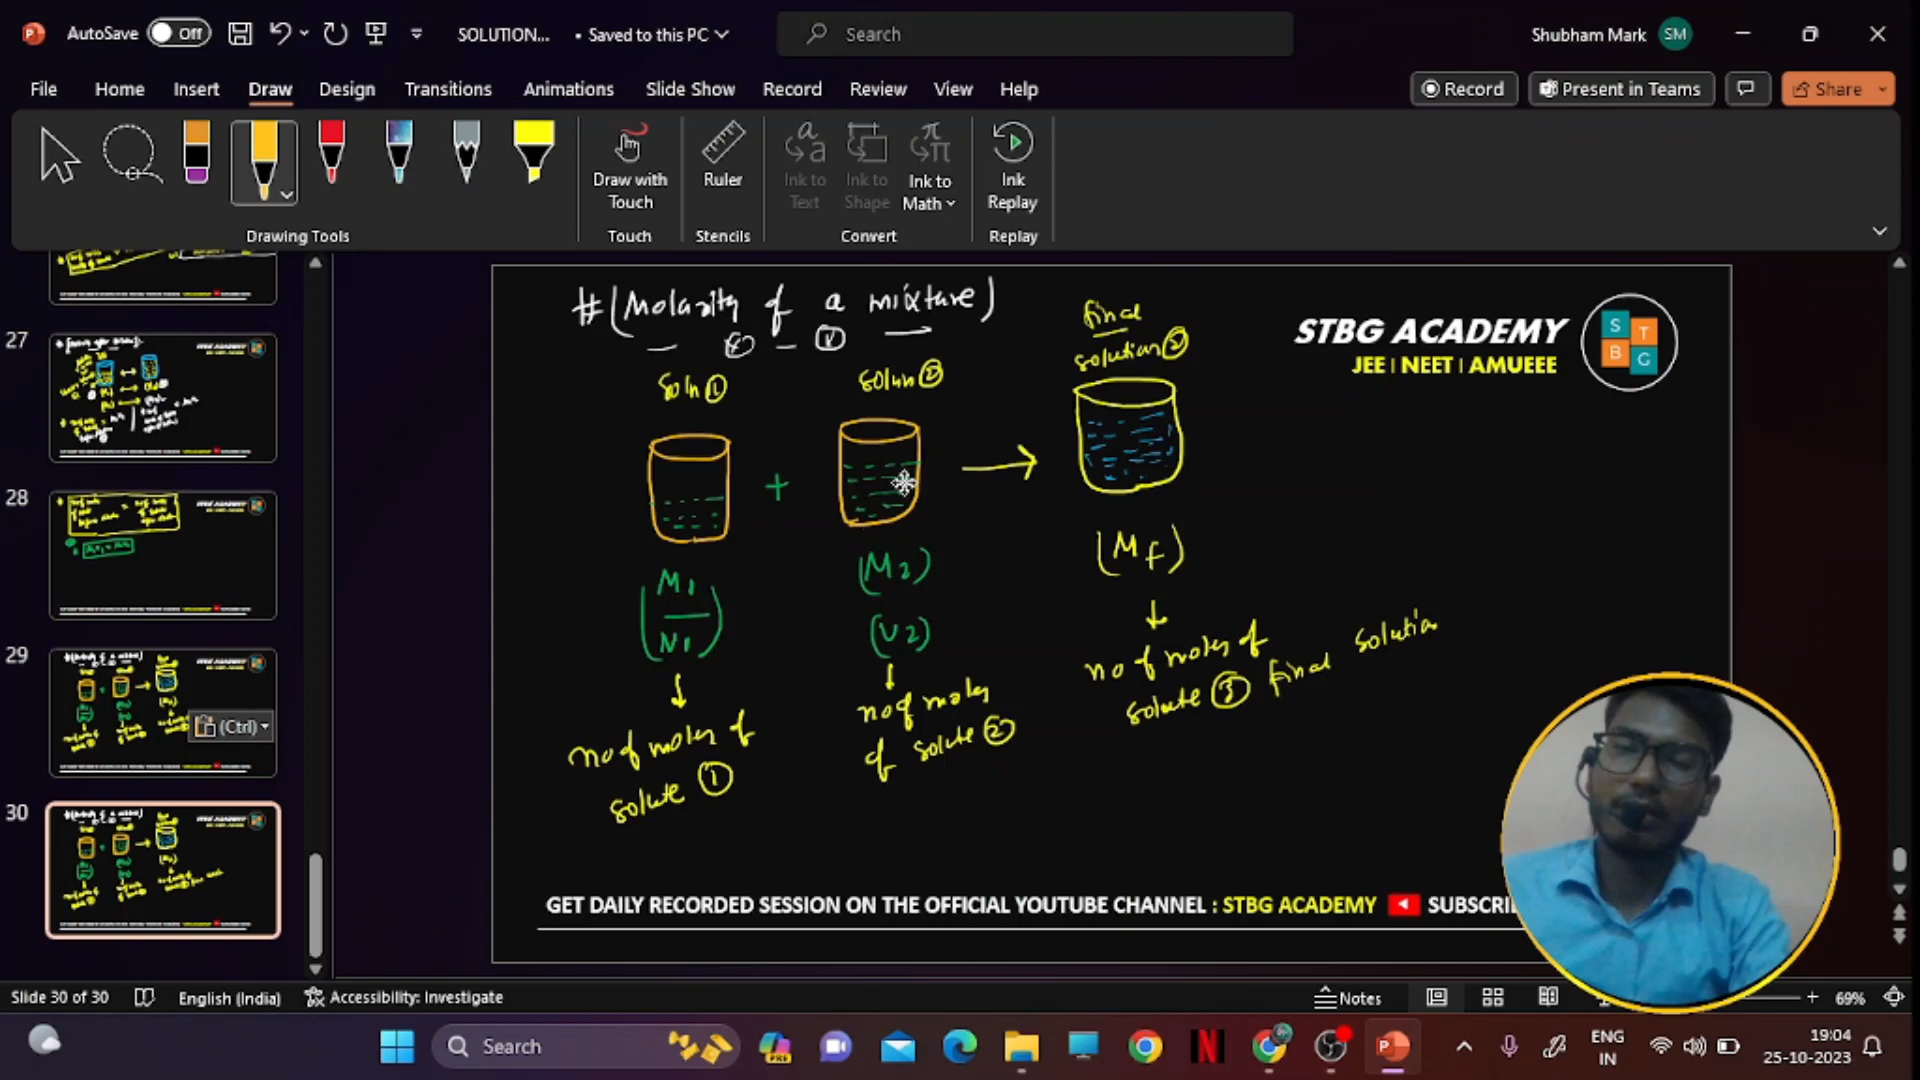 AutoSave Off SOLUTION... • Saved to this PC Search Shubham Mark SM
File Home Insert Draw Design Transitions Animations Slide Show Record Review View Help Record Present in Teams Share
Draw with Touch
Ruler
Ink to Text
Ink to Shape
Ink to Math
Ink Replay
Drawing Tools Touch Stencils Convert Replay
27
28
29
(Ctrl)
30
#(Molarity of a mixture)
final
solution③
STBG ACADEMY
JEE | NEET | AMUEEE
S T
B G
Soln①
Solun②
+
(M1
V1)
(M2)
(V2)
(Mf)
no of moles of
solute ①
no of moles
of solute ②
no of moles of
solute ③ final solution
GET DAILY RECORDED SESSION ON THE OFFICIAL YOUTUBE CHANNEL : STBG ACADEMY SUBSCRI
Slide 30 of 30 English (India) Accessibility: Investigate Notes 69%
Search PRE ENG IN 19:04 25-10-2023